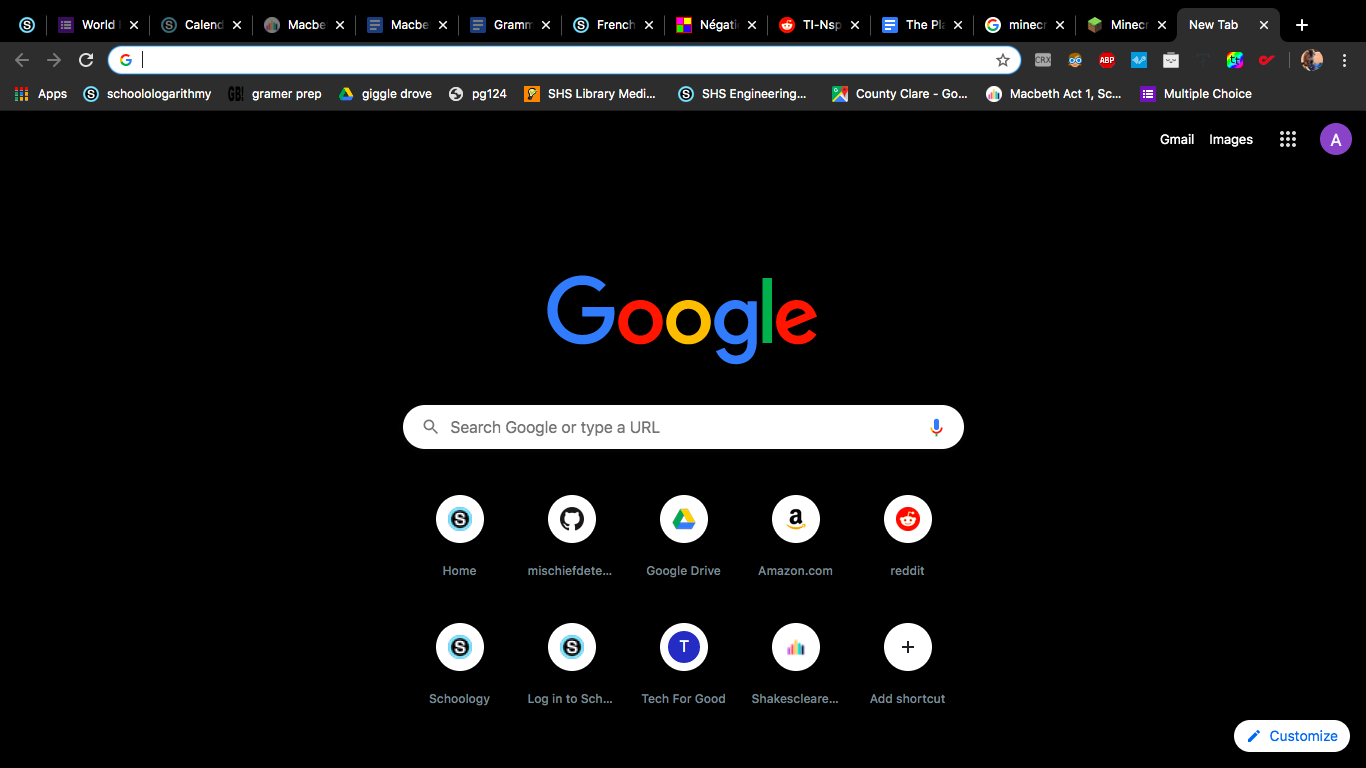 World Calend Macbe Macbe Gramm French Négati TI-Nsp The Pla minecr Minecr New Tab
CRX ABP
Apps schoolologarithmy GB! gramer prep giggle drove pg124 SHS Library Medi... SHS Engineering... County Clare - Go... Macbeth Act 1, Sc... Multiple Choice
Gmail Images A
Google
Search Google or type a URL
Home mischiefdete... Google Drive Amazon.com reddit
T
Schoology Log in to Sch... Tech For Good Shakescleare... Add shortcut
Customize